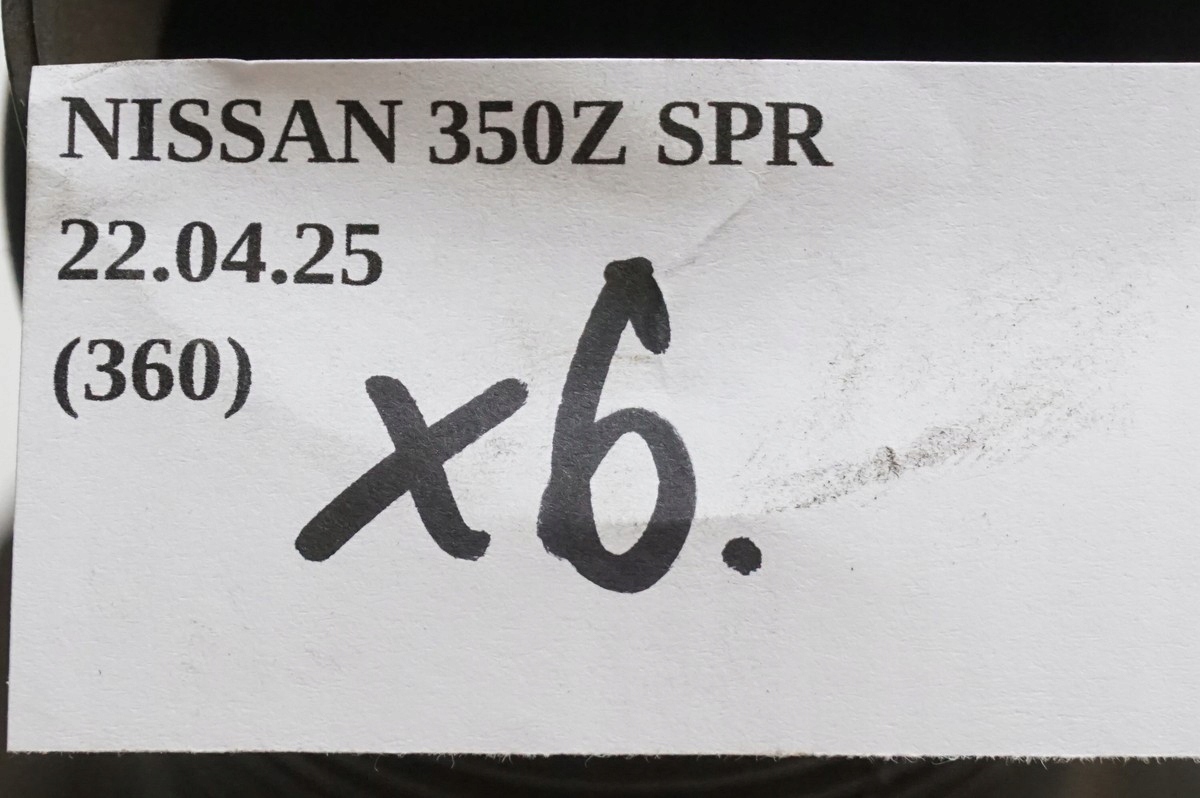 NISSAN 350Z SPR
22.04.25
(360)
x6.